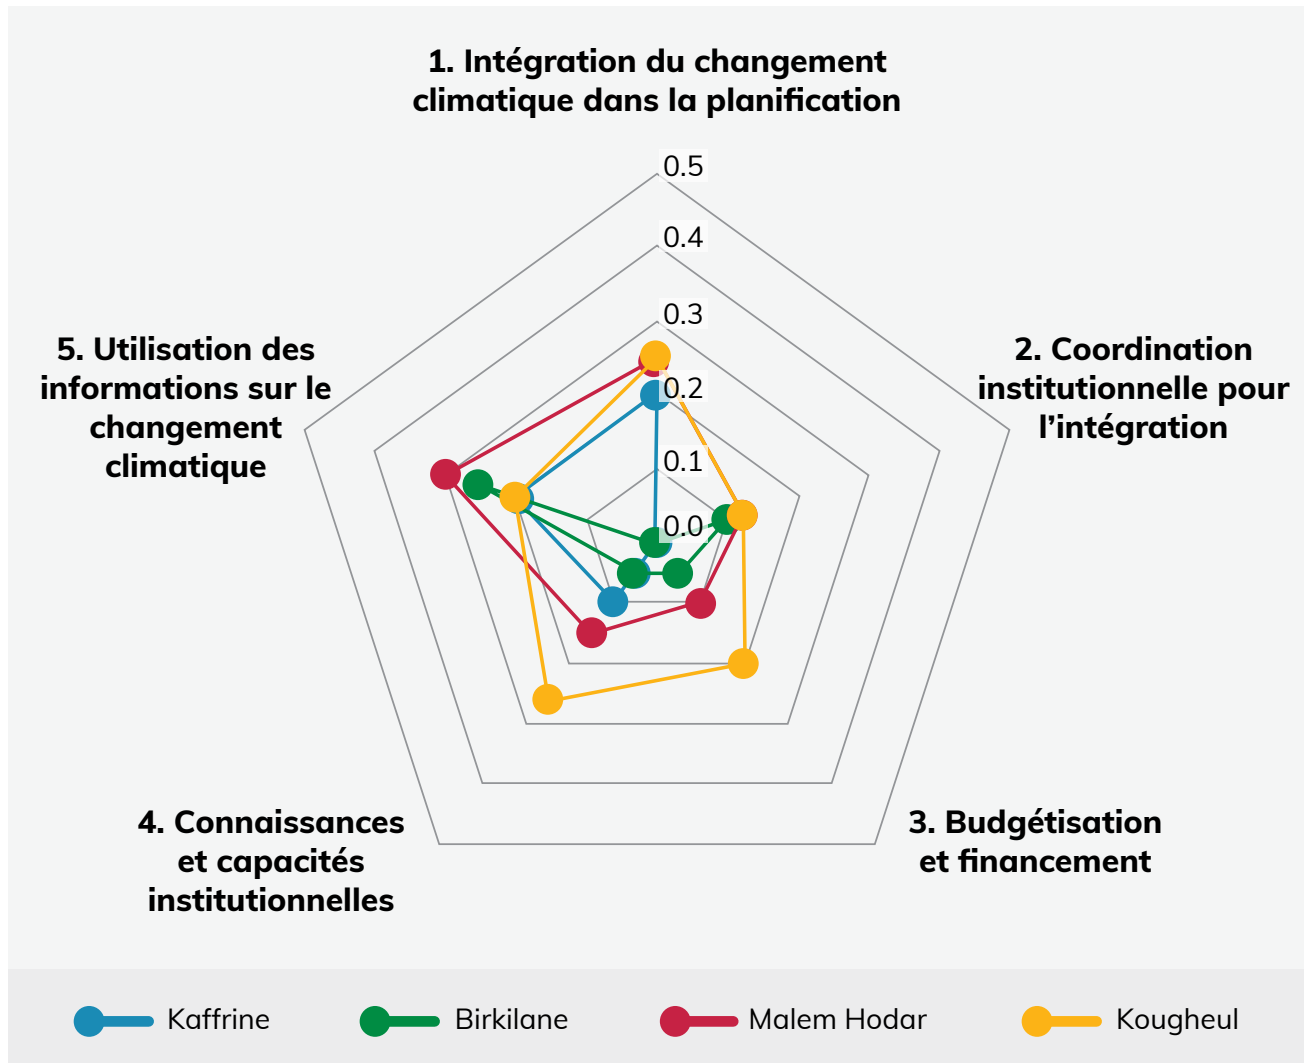 1. Intégration du changement
climatique dans la planification
0.5
0.4
0.3
0.2
0.1
0.0
2. Coordination
institutionnelle pour
l’intégration
5. Utilisation des
informations sur le
changement
climatique
4. Connaissances
et capacités
institutionnelles
3. Budgétisation
et financement
Kaffrine
Birkilane
Malem Hodar
Kougheul